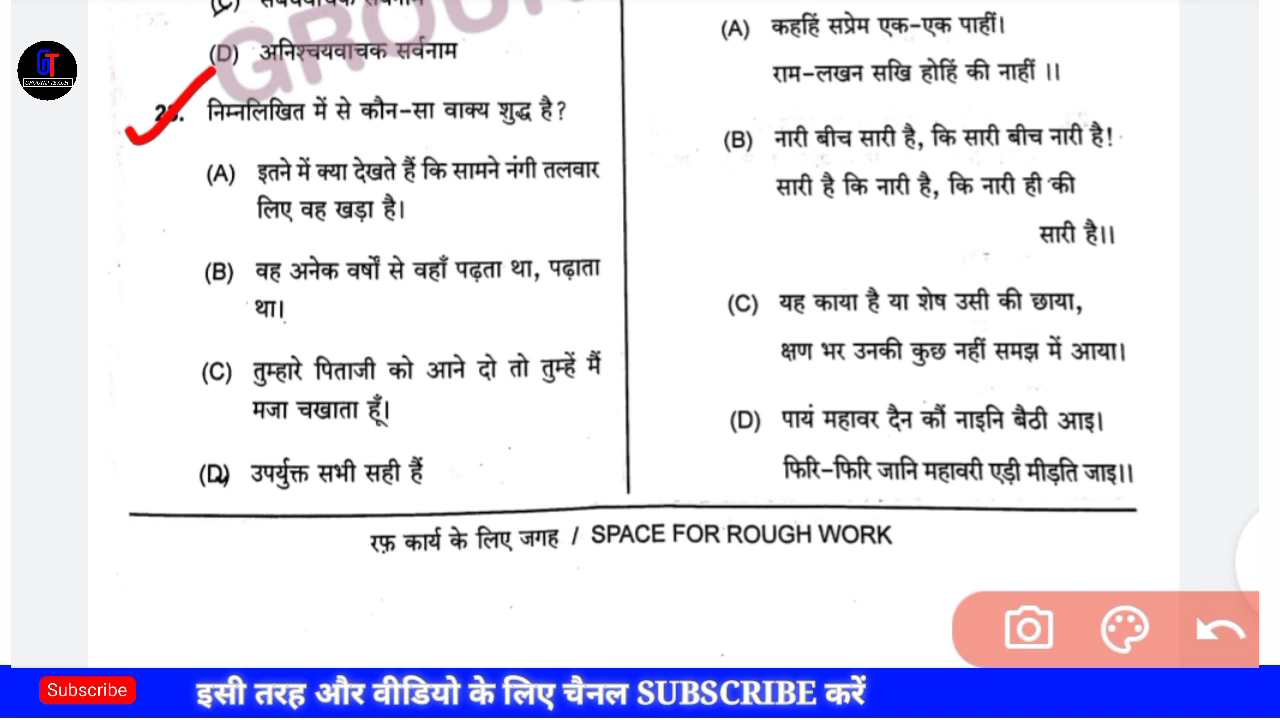 (D) अनिश्चयवाचक सर्वनाम
निम्नलिखित में से कौन-सा वाक्य शुद्ध है?
(A) इतने में क्या देखते हैं कि सामने नंगी तलवार
लिए वह खड़ा है।
(B) वह अनेक वर्षों से वहाँ पढ़ता था, पढ़ाता
था।
(C) तुम्हारे पिताजी को आने दो तो तुम्हें मैं
मजा चखाता हूँ।
(D) उपर्युक्त सभी सही हैं
(A) कहहिं सप्रेम एक-एक पाहीं।
राम-लखन सखि होहिं की नाहीं ।।
(B) नारी बीच सारी है, कि सारी बीच नारी है!
सारी है कि नारी है, कि नारी ही की
सारी है।।
(C) यह काया है या शेष उसी की छाया,
क्षण भर उनकी कुछ नहीं समझ में आया।
(D) पायं महावर दैन कौं नाइनि बैठी आइ।
फिरि-फिरि जानि महावरी एड़ी मीड़ति जाइ।।
रफ़ कार्य के लिए जगह / SPACE FOR ROUGH WORK
GT
Subscribe
इसी तरह और वीडियो के लिए चैनल SUBSCRIBE करें